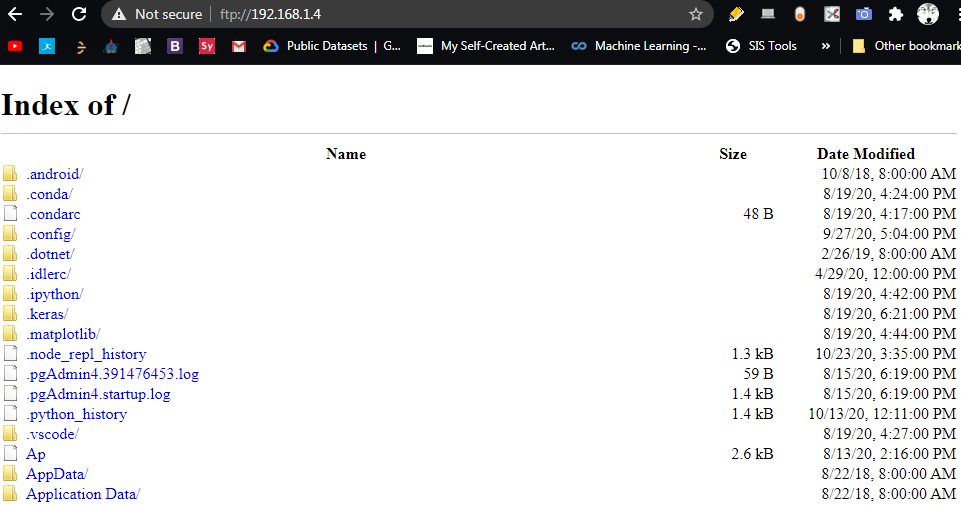 Not secure | ftp://192.168.1.4
Public Datasets | G... My Self-Created Art... Machine Learning -... SIS Tools » Other bookmark
Index of /
Name Size Date Modified
.android/ 10/8/18, 8:00:00 AM
.conda/ 8/19/20, 4:24:00 PM
.condarc 48 B 8/19/20, 4:17:00 PM
.config/ 9/27/20, 5:04:00 PM
.dotnet/ 2/26/19, 8:00:00 AM
.idlerc/ 4/29/20, 12:00:00 PM
.ipython/ 8/19/20, 4:42:00 PM
.keras/ 8/19/20, 6:21:00 PM
.matplotlib/ 8/19/20, 4:44:00 PM
.node_repl_history 1.3 kB 10/23/20, 3:35:00 PM
.pgAdmin4.391476453.log 59 B 8/15/20, 6:19:00 PM
.pgAdmin4.startup.log 1.4 kB 8/15/20, 6:19:00 PM
.python_history 1.4 kB 10/13/20, 12:11:00 PM
.vscode/ 8/19/20, 4:27:00 PM
Ap 2.6 kB 8/13/20, 2:16:00 PM
AppData/ 8/22/18, 8:00:00 AM
Application Data/ 8/22/18, 8:00:00 AM